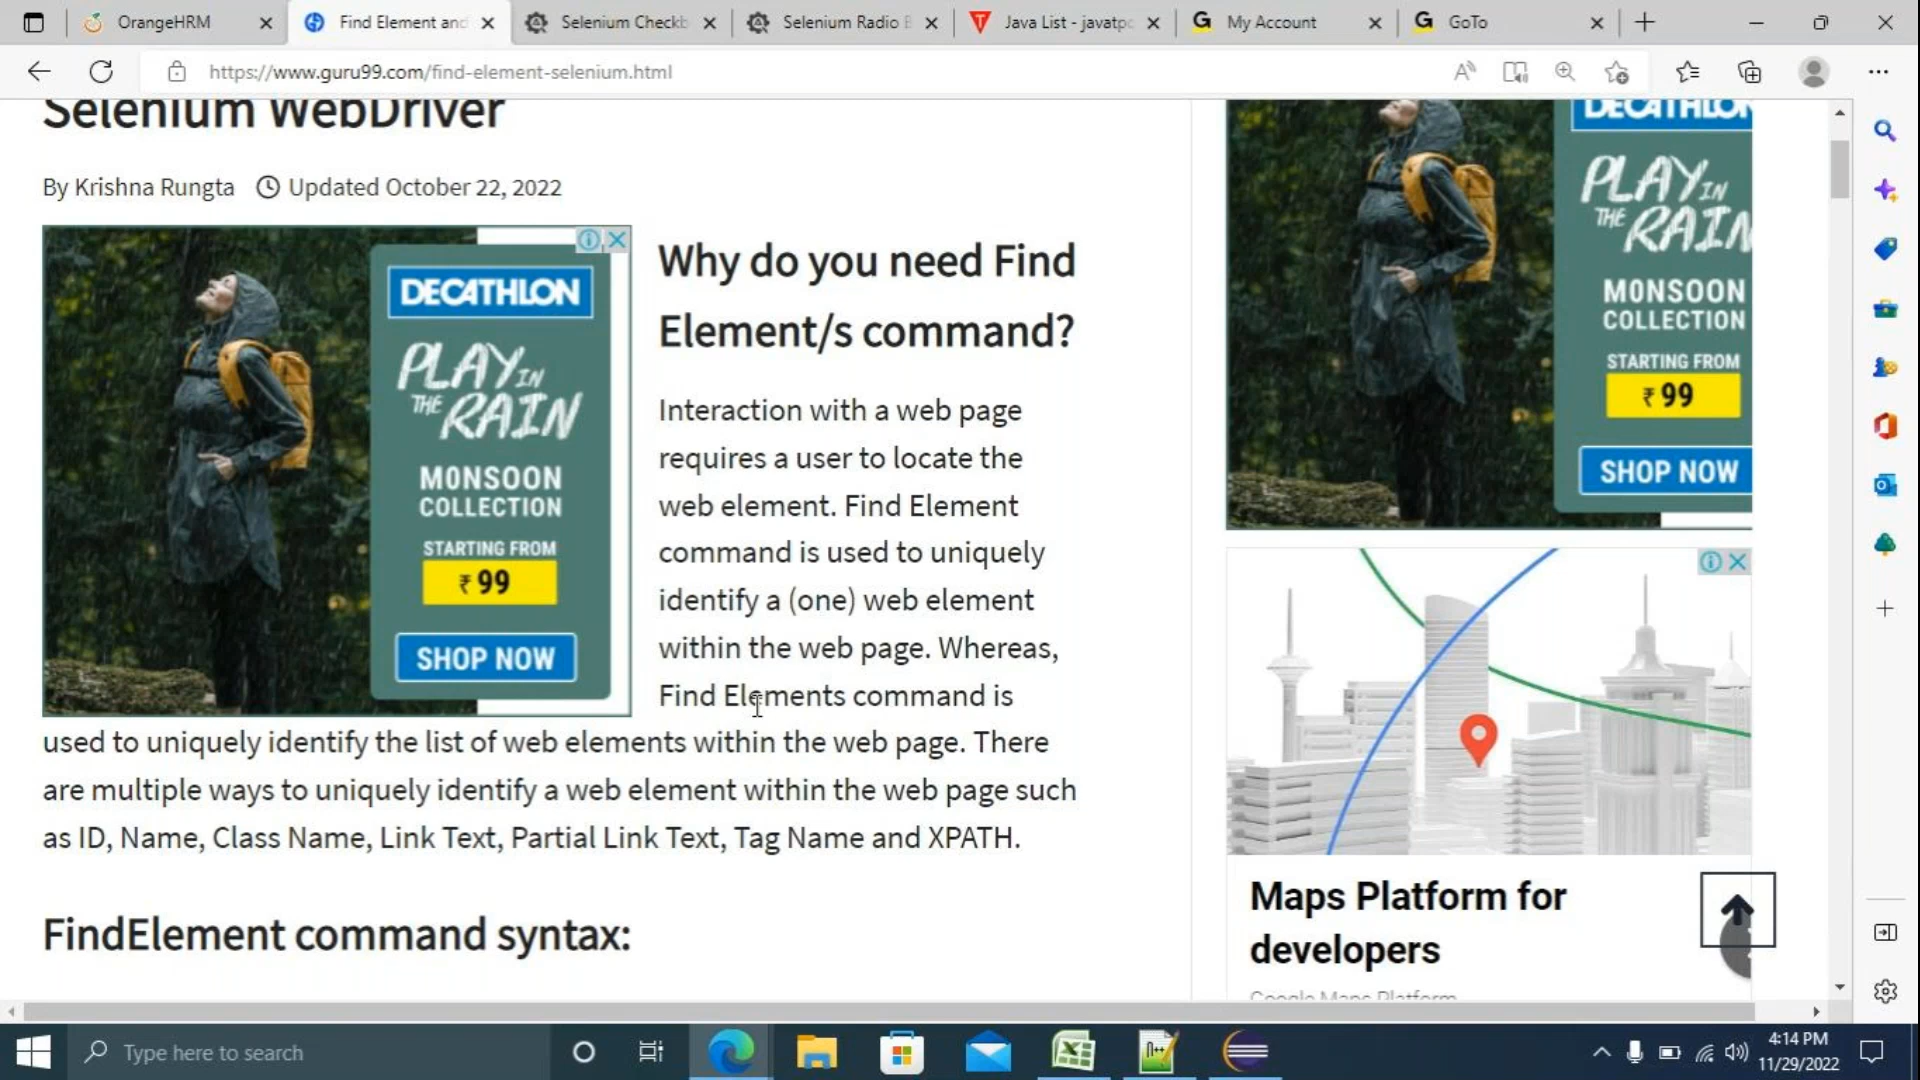 OrangeHRM
Find Element and
Selenium Checkb
Selenium Radio B
Java List - javatpo
My Account
GoTo
https://www.guru99.com/find-element-selenium.html
Selenium WebDriver
By Krishna Rungta Updated October 22, 2022
DECATHLON
PLAY IN
THE RAIN
MONSOON
COLLECTION
STARTING FROM
₹ 99
SHOP NOW
Why do you need Find
Element/s command?
Interaction with a web page
requires a user to locate the
web element. Find Element
command is used to uniquely
identify a (one) web element
within the web page. Whereas,
Find Elements command is
used to uniquely identify the list of web elements within the web page. There
are multiple ways to uniquely identify a web element within the web page such
as ID, Name, Class Name, Link Text, Partial Link Text, Tag Name and XPATH.
FindElement command syntax:
DECATHLON
PLAY IN
THE RAIN
MONSOON
COLLECTION
STARTING FROM
₹ 99
SHOP NOW
Maps Platform for
developers
Google Maps Platform
Type here to search
4:14 PM
11/29/2022